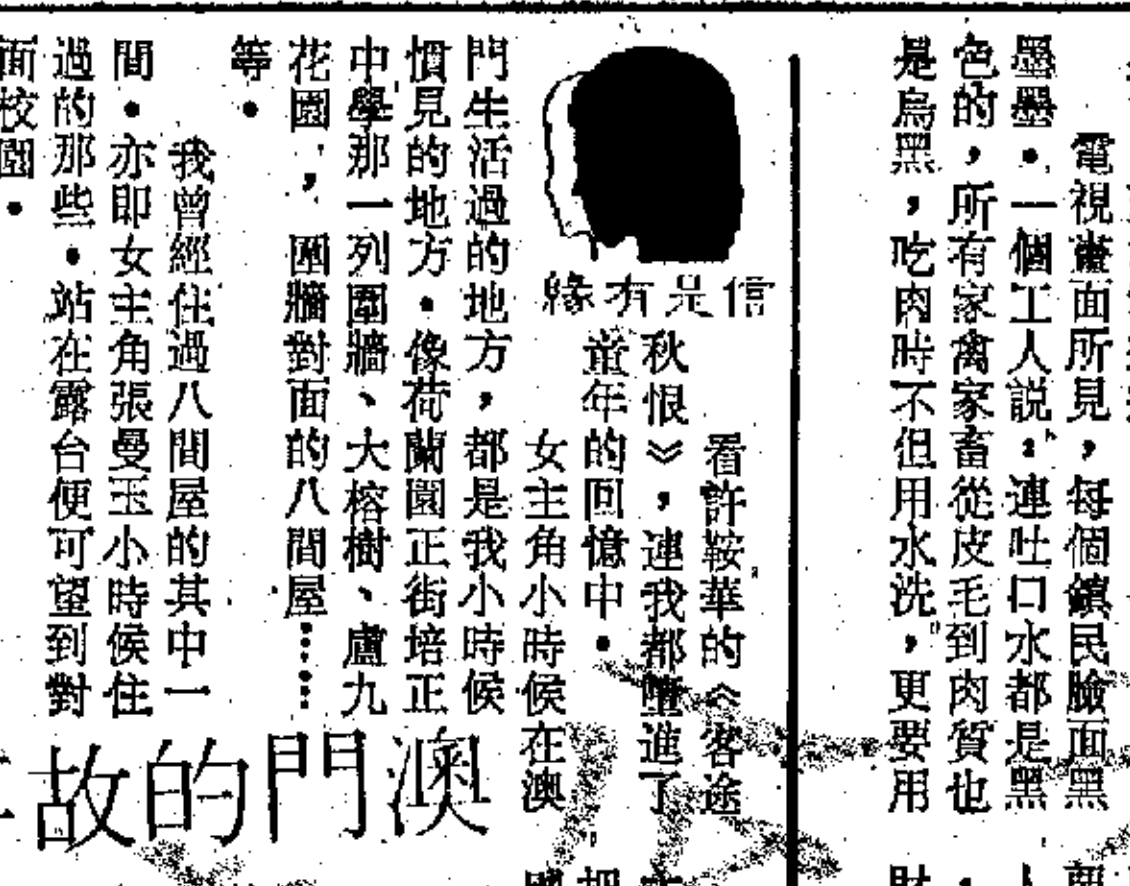 電視畫面所見，每個鎮民臉面黑
墨墨。一個工人說：連吐口水都是黑
色的，所有家禽家畜從皮毛到肉質也
是烏黑，吃肉時不但用水洗，更要用
信是有緣
看許鞍華的《客途
秋恨》，連我都墮進了
童年的回憶中。
女主角小時候在澳
門生活過的地方，都是我小時候
慣見的地方。像荷蘭園正街培正
中學那一列圍牆、大榕樹、盧九
花園，圍牆對面的八間屋……
等。
我曾經住過八間屋的其中一
間。亦即女主角張曼玉小時候住
過的那些。站在露台便可望到對
面校園。
澳門的故